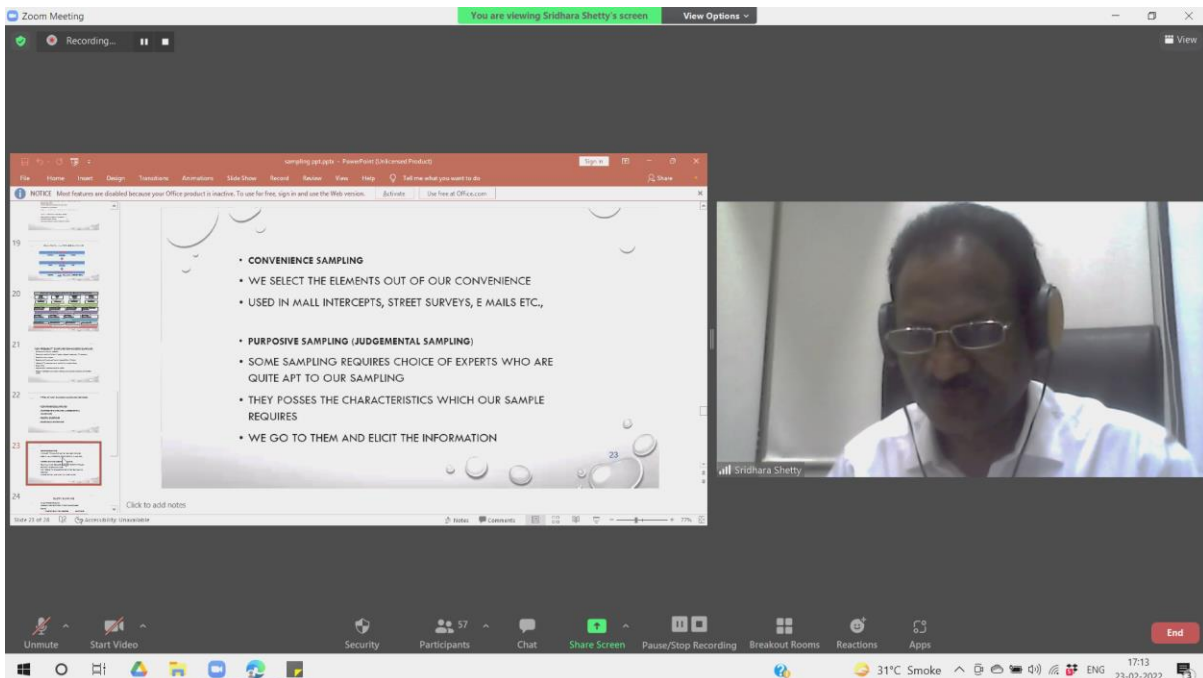 Zoom Meeting
You are viewing Sridhara Shetty's screen
View Options
Recording...
View
sampling ppt.pptx - PowerPoint (Unlicensed Product)
Sign in
File Home Insert Design Transitions Animations Slide Show Record Review View Help Tell me what you want to do
Share
NOTICE Most features are disabled because your Office product is inactive. To use for free, sign in and use the Web version. Activate Use free at Office.com
19
20
21
22
23
24
• CONVENIENCE SAMPLING
• WE SELECT THE ELEMENTS OUT OF OUR CONVENIENCE
• USED IN MALL INTERCEPTS, STREET SURVEYS, E MAILS ETC.,
• PURPOSIVE SAMPLING (JUDGEMENTAL SAMPLING)
• SOME SAMPLING REQUIRES CHOICE OF EXPERTS WHO ARE
QUITE APT TO OUR SAMPLING
• THEY POSSES THE CHARACTERISTICS WHICH OUR SAMPLE
REQUIRES
• WE GO TO THEM AND ELICIT THE INFORMATION
23
Click to add notes
Accessibility: Unavailable
Notes Comments
77%
Sridhara Shetty
57
Unmute Start Video Security Participants Chat Share Screen Pause/Stop Recording Breakout Rooms Reactions Apps
End
31°C Smoke
ENG
17:13
23-02-2022
3